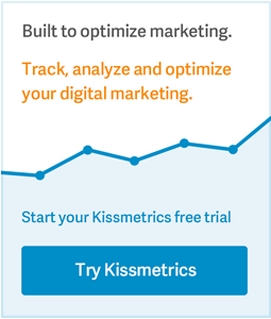 Built to optimize marketing.
Track, analyze and optimize
your digital marketing.
Start your Kissmetrics free trial
Try Kissmetrics